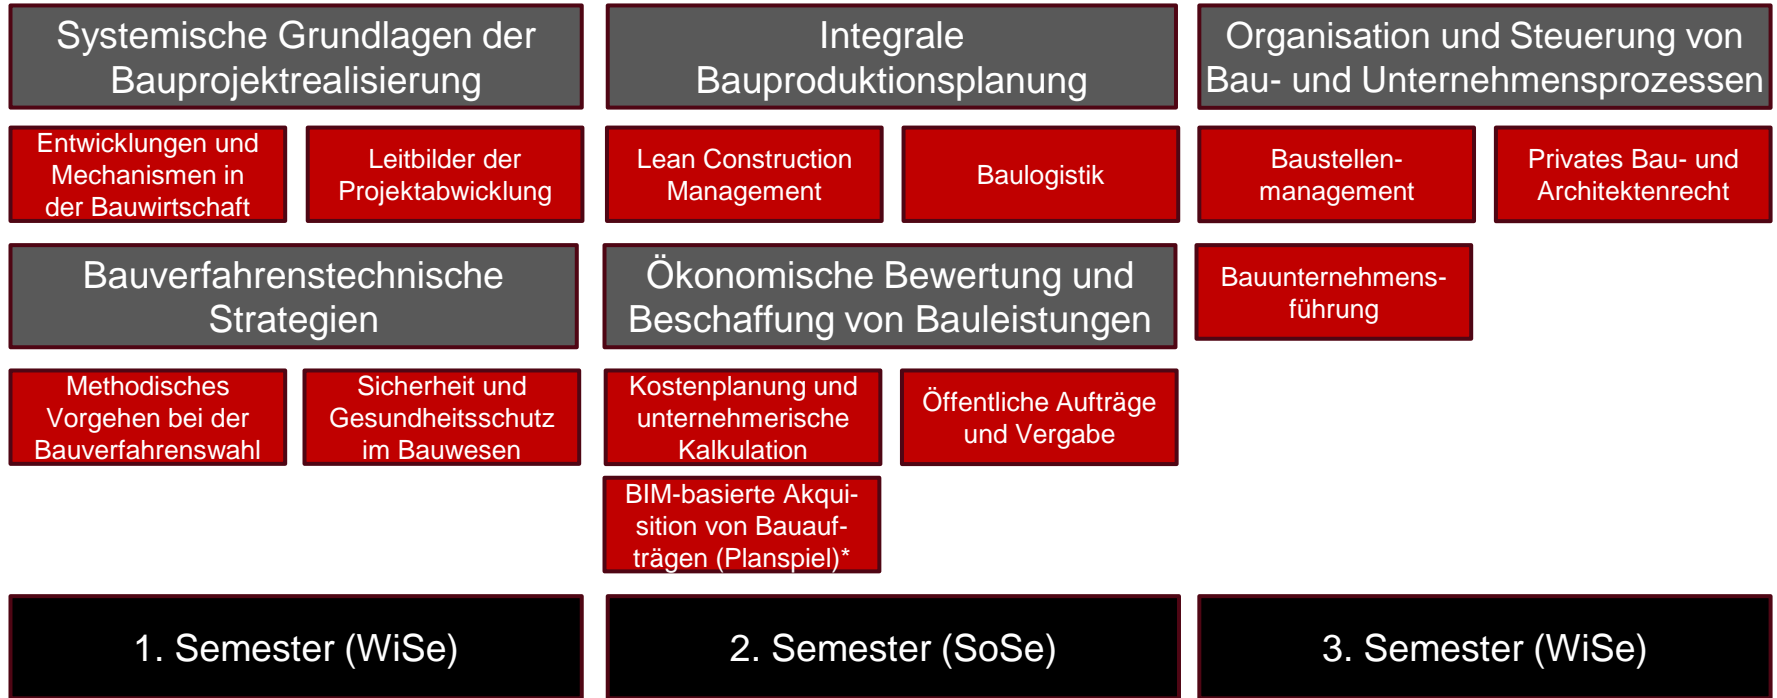 Systemische Grundlagen der
Bauprojektrealisierung
Integrale
Bauproduktionsplanung
Organisation und Steuerung von
Bau- und Unternehmensprozessen
Entwicklungen und
Mechanismen in
der Bauwirtschaft
Leitbilder der
Projektabwicklung
Lean Construction
Management
Baulogistik
Baustellen-
management
Privates Bau- und
Architektenrecht
Bauverfahrenstechnische
Strategien
Ökonomische Bewertung und
Beschaffung von Bauleistungen
Bauunternehmens-
führung
Methodisches
Vorgehen bei der
Bauverfahrenswahl
Sicherheit und
Gesundheitsschutz
im Bauwesen
Kostenplanung und
unternehmerische
Kalkulation
Öffentliche Aufträge
und Vergabe
BIM-basierte Akqui-
sition von Bauauf-
trägen (Planspiel)*
1. Semester (WiSe)
2. Semester (SoSe)
3. Semester (WiSe)